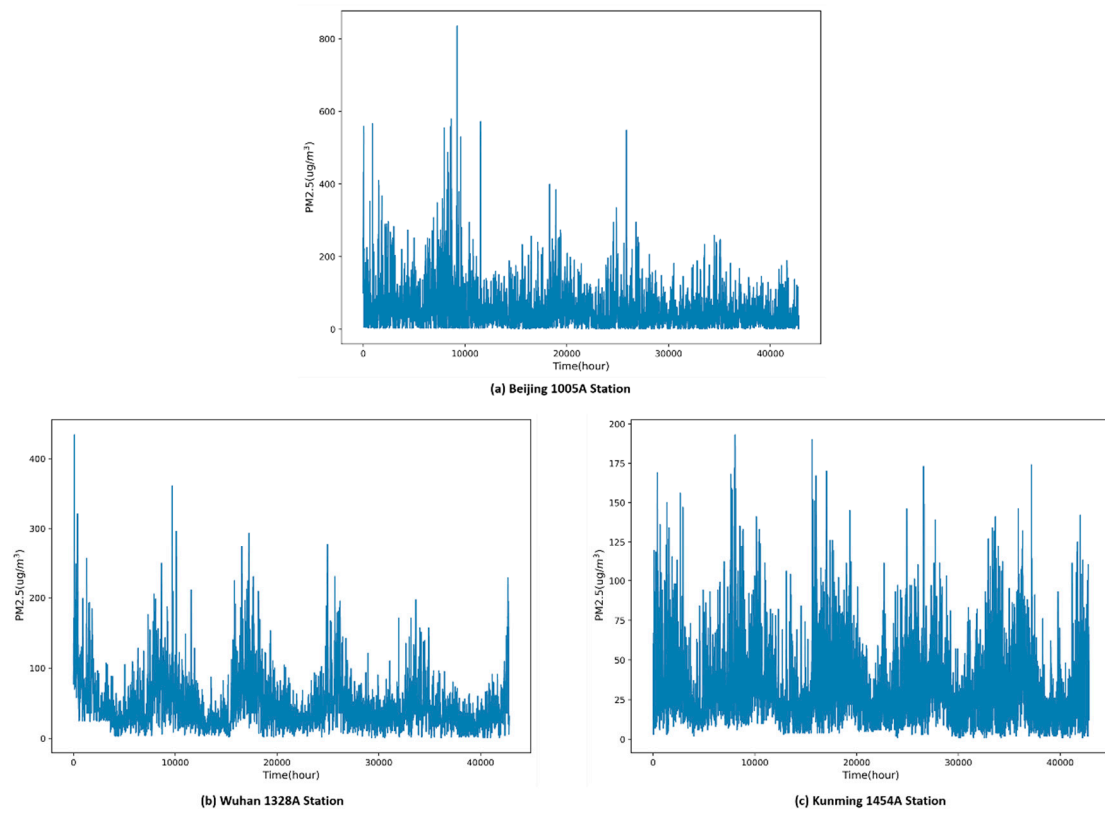 800
600
400
200
0
PM2.5(ug/m³)
0 10000 20000 30000 40000
Time(hour)
(a) Beijing 1005A Station
400
300
200
100
0
PM2.5(ug/m³)
0 10000 20000 30000 40000
Time(hour)
(b) Wuhan 1328A Station
200
175
150
125
100
75
50
25
0
PM2.5(ug/m³)
0 10000 20000 30000 40000
Time(hour)
(c) Kunming 1454A Station